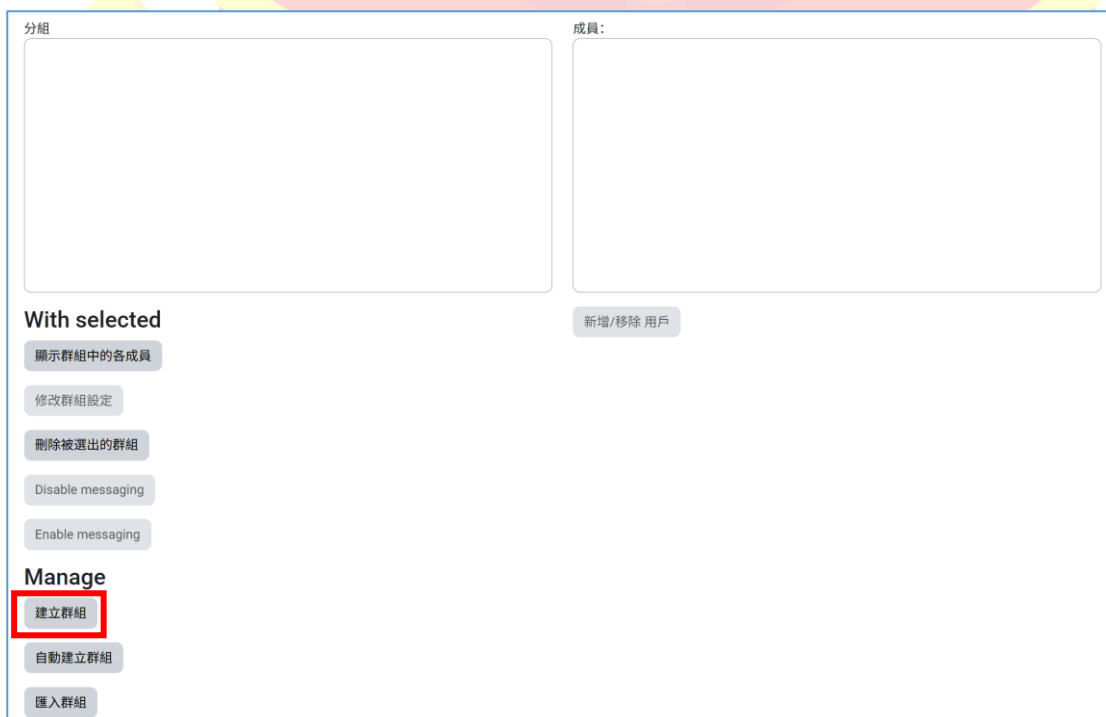 分組
成員：
With selected
新增/移除 用戶
顯示群組中的各成員
修改群組設定
刪除被選出的群組
Disable messaging
Enable messaging
Manage
建立群組
自動建立群組
匯入群組